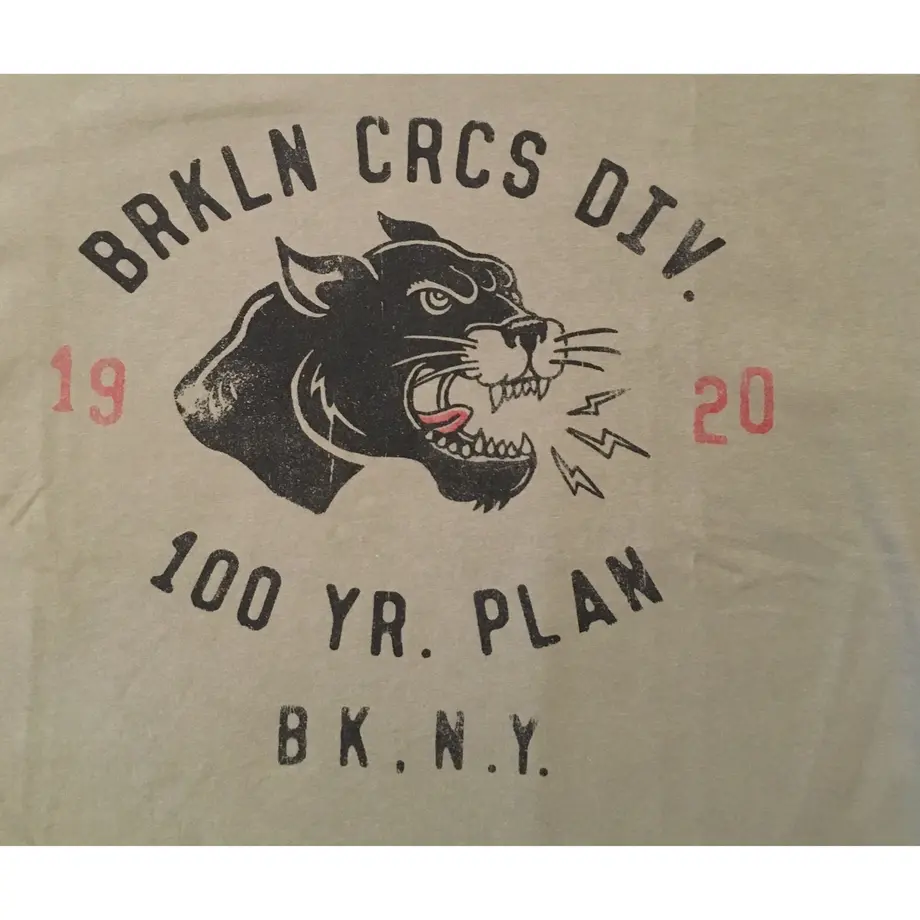 BRKLN CRCS DIV.
19 20
100 YR. PLAN
BK, N.Y.